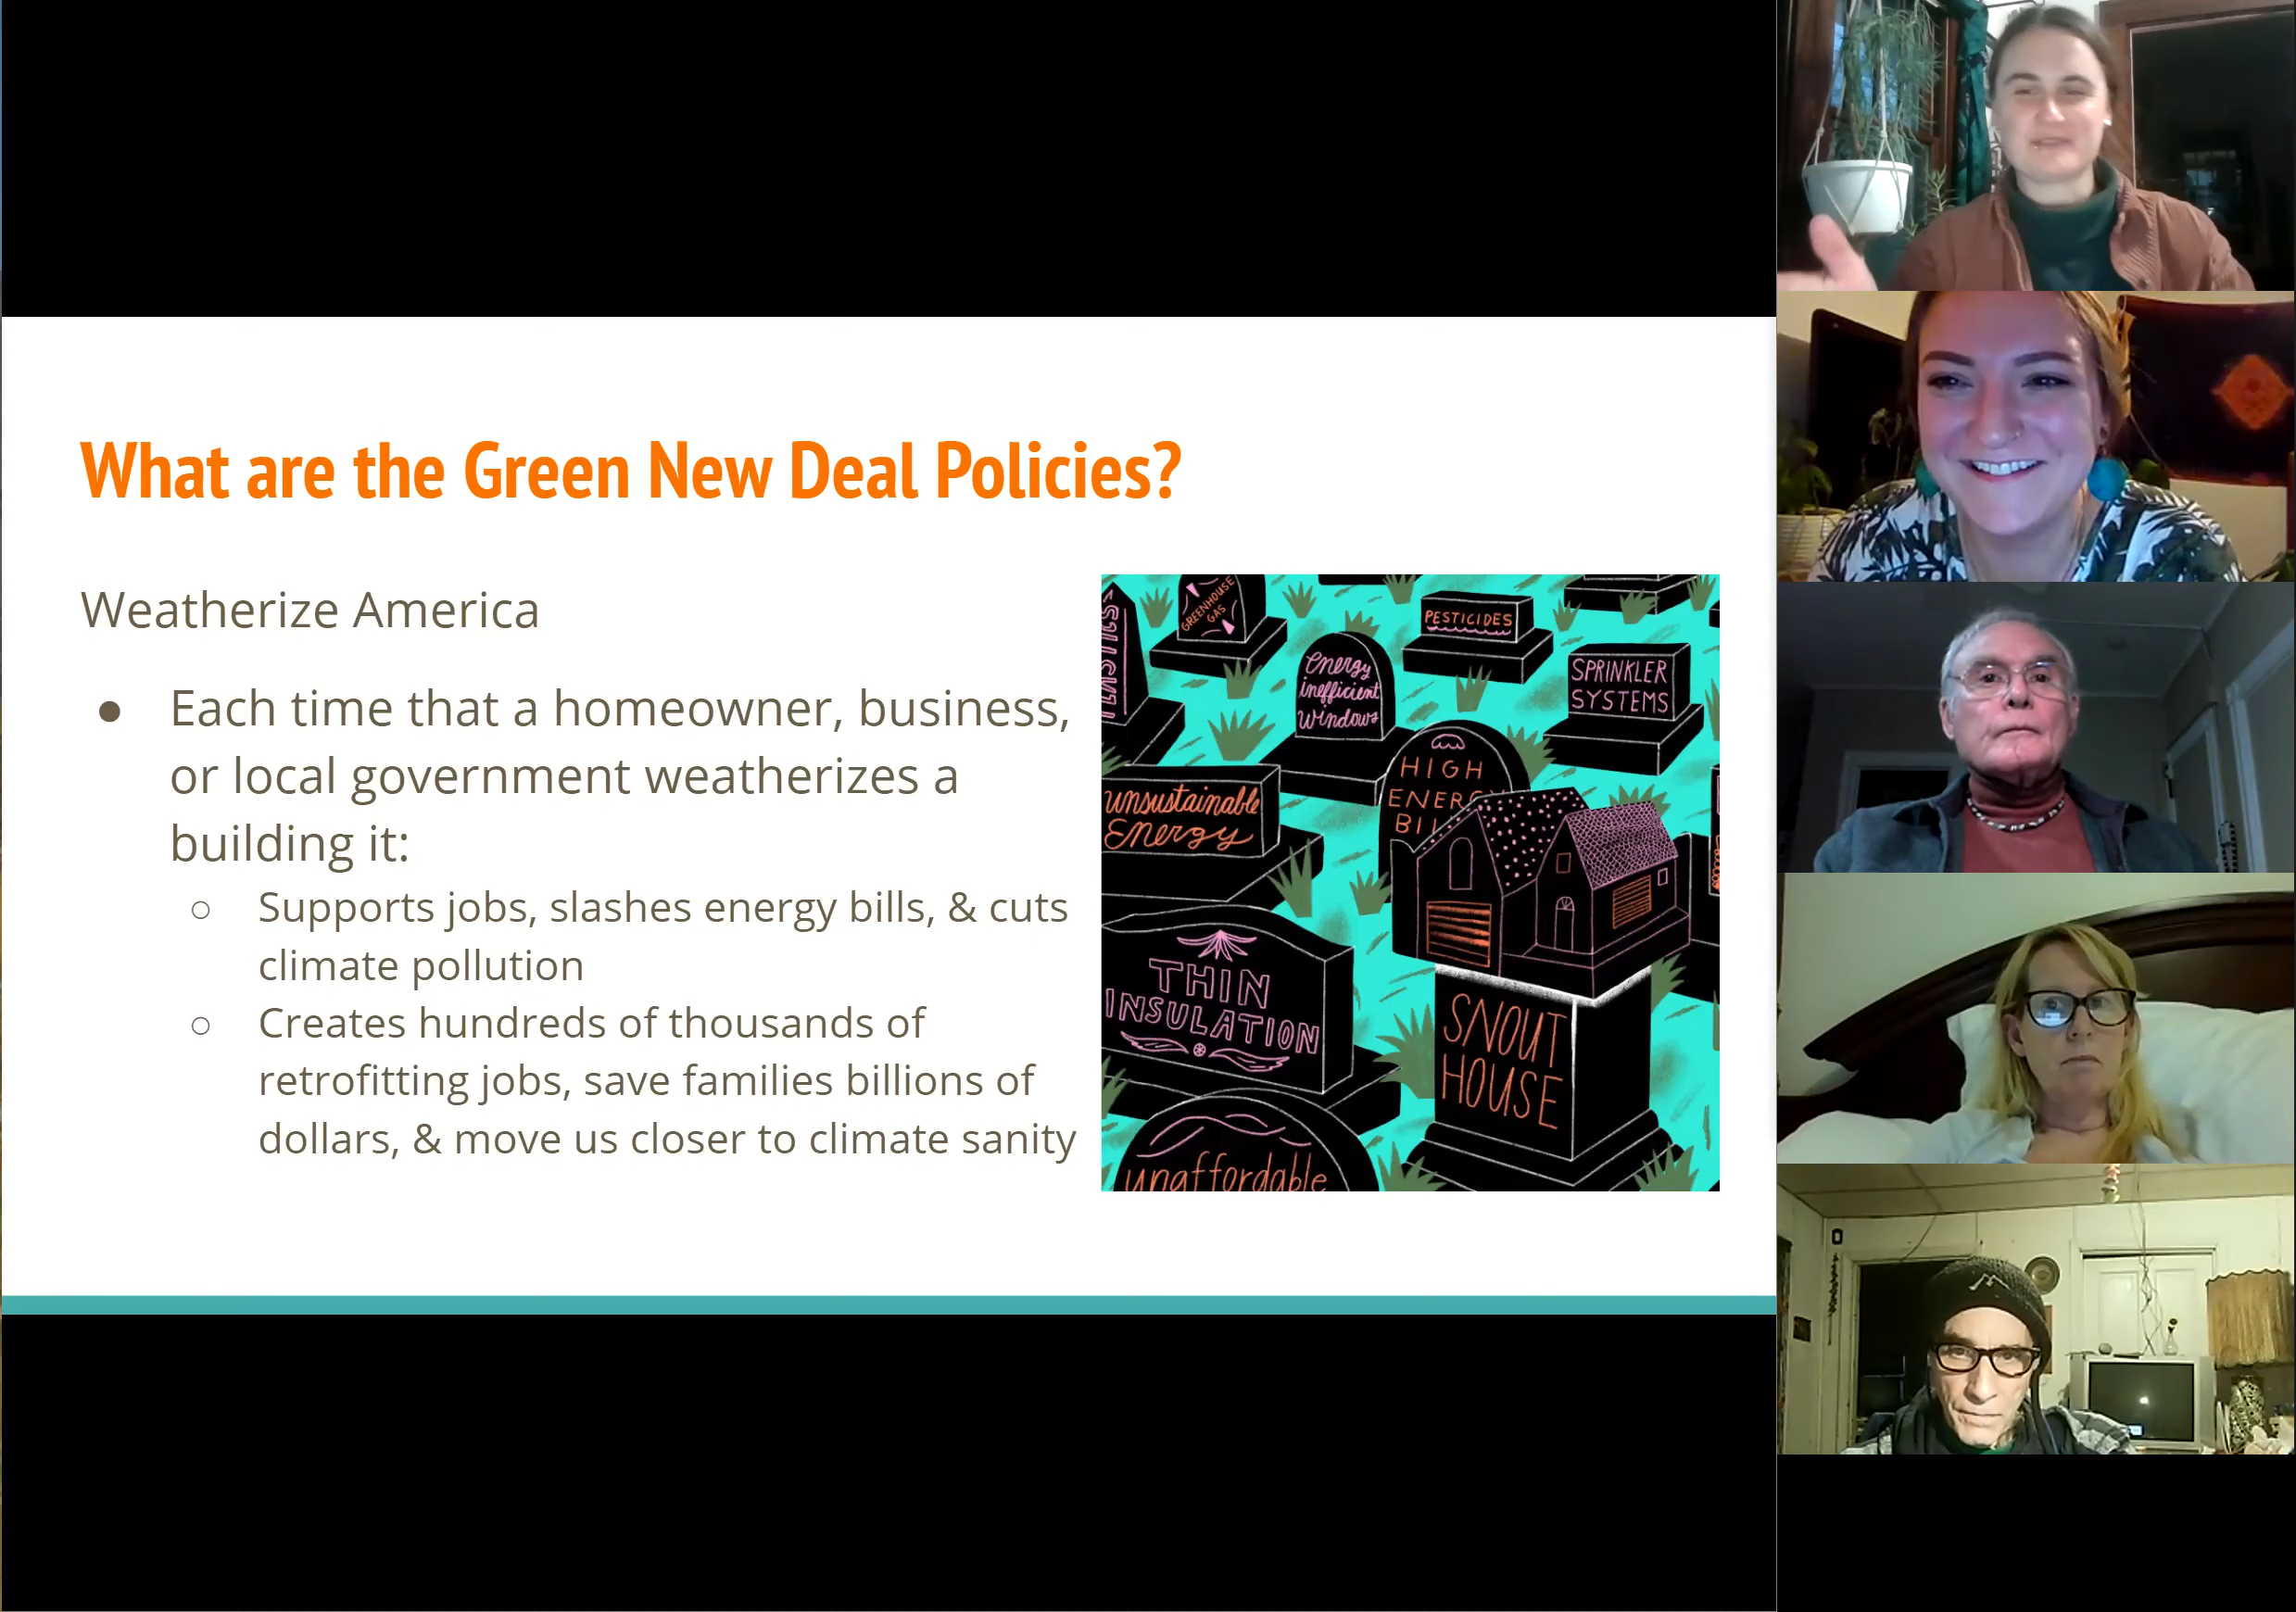 What are the Green New Deal Policies?
Weatherize America
● Each time that a homeowner, business,
or local government weatherizes a
building it:
○ Supports jobs, slashes energy bills, & cuts
climate pollution
○ Creates hundreds of thousands of
retrofitting jobs, save families billions of
dollars, & move us closer to climate sanity
GREENHOUSE
GAS
PESTICIDES
energy
inefficient
windows
SPRINKLER
SYSTEMS
HIGH
ENERGY
unsustainable
Energy
THIN
INSULATION
SNOUT
HOUSE
unaffordable